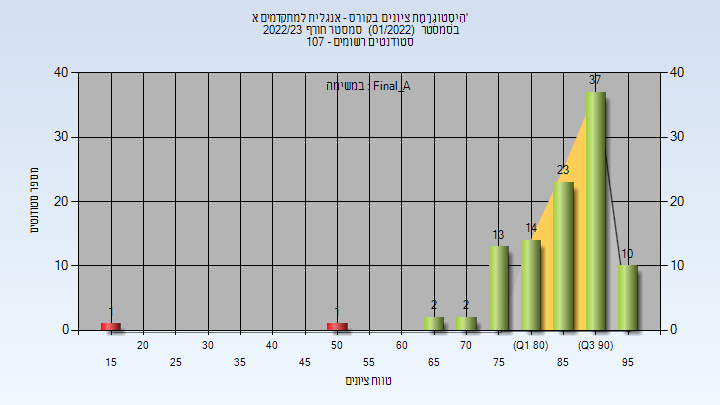 הִיסְטוֹגְרָמַת ציונים בקורס - אנגלית למתקדמים א'
בסמסטר (01/2022) סמסטר חורף 2022/23
סטודנטים רשומים - 107
במשימה : Final_A
מספר סטודנטים
40 40
30 30
20 20
10 10
0 0
1 1 2 2 13 14 23 37 10
20 30 40 50 60 70 (Q1 80) (Q3 90)
15 25 35 45 55 65 75 85 95
טווח ציונים